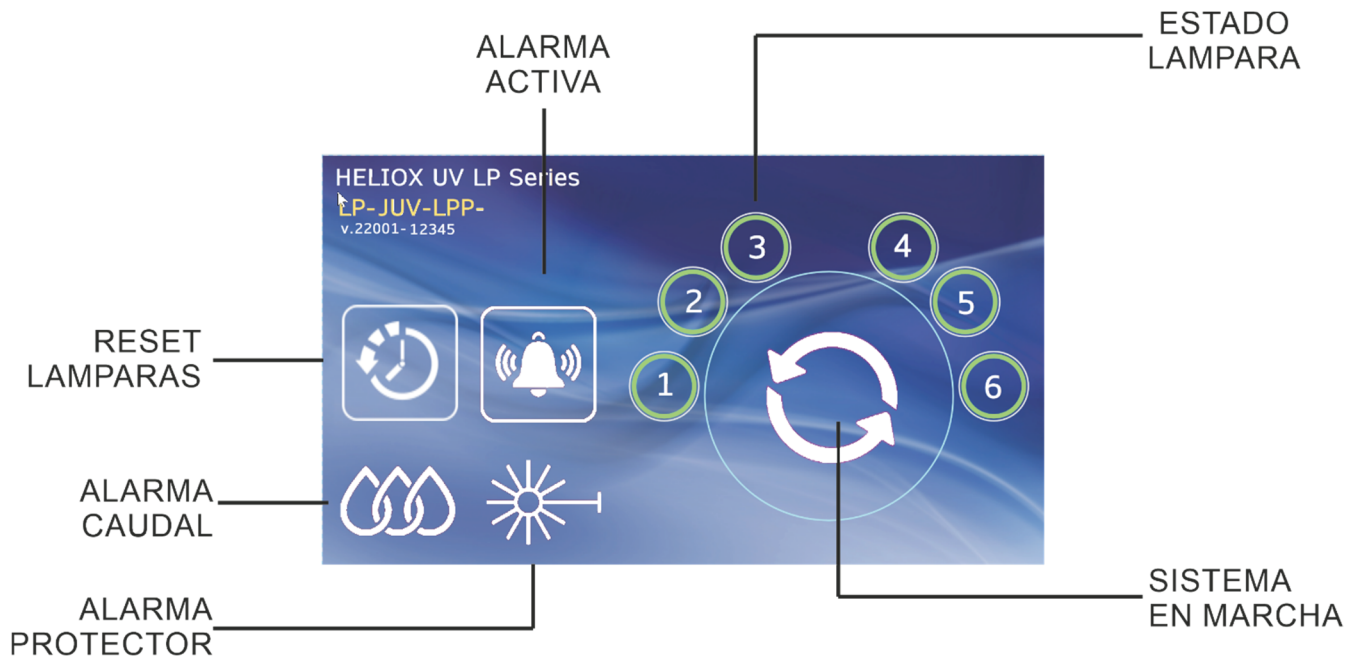 ESTADO
LAMPARA
ALARMA
ACTIVA
HELIOX UV LP Series
LP-JUV-LPP-
v.22001-12345
3
4
2
5
1
6
RESET
LAMPARAS
ALARMA
CAUDAL
ALARMA
PROTECTOR
SISTEMA
EN MARCHA